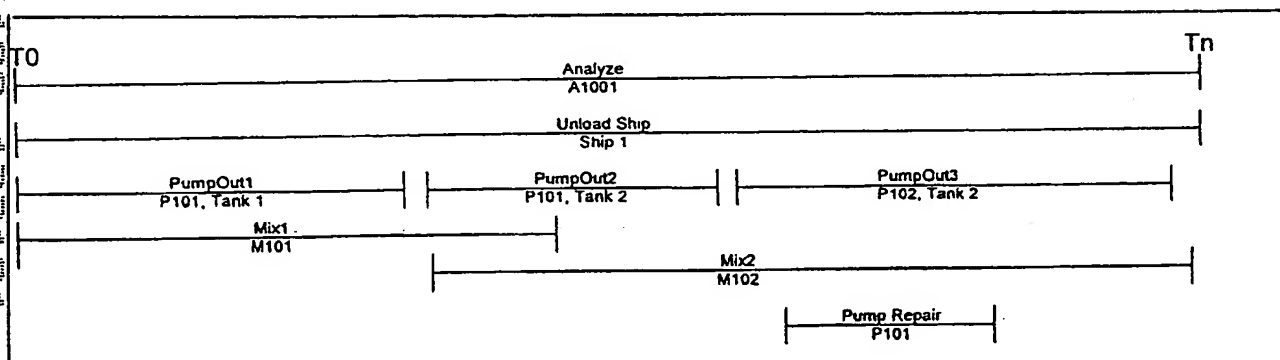 T0
Tn
Analyze
A1001
Unload Ship
Ship 1
PumpOut1
P101, Tank 1
PumpOut2
P101, Tank 2
PumpOut3
P102, Tank 2
Mix1
M101
Mix2
M102
Pump Repair
P101